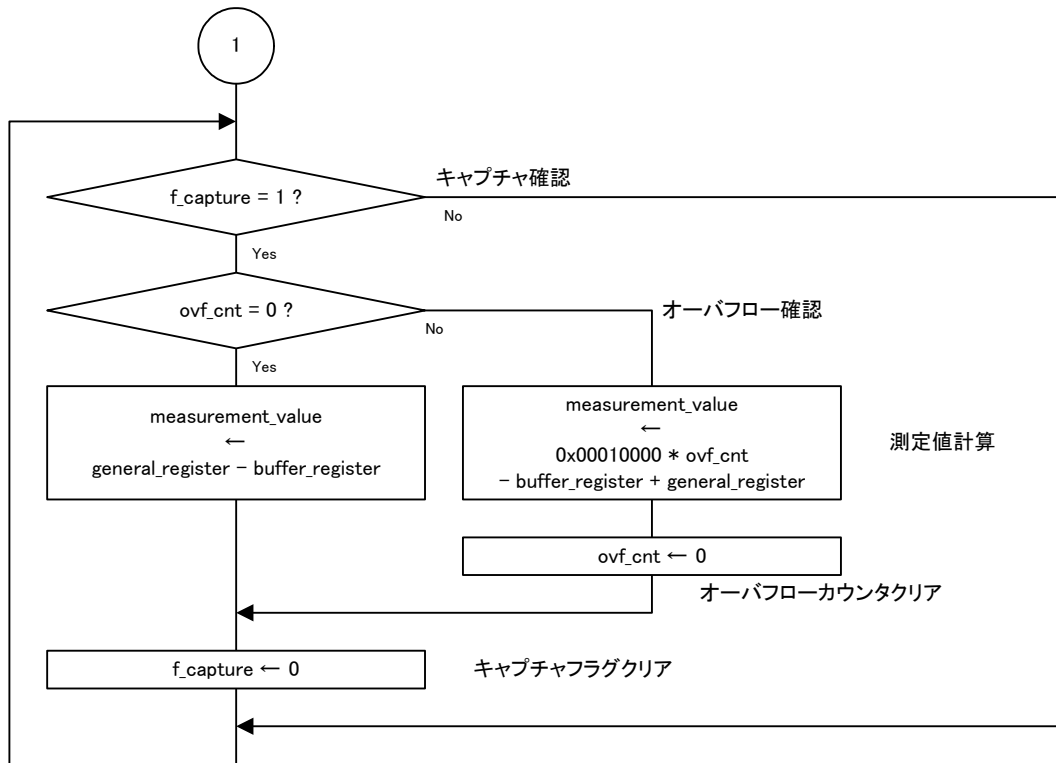 1
キャプチャ確認
f_capture = 1 ?
No
Yes
ovf_cnt = 0 ?
オーバフロー確認
No
Yes
measurement_value
←
general_register − buffer_register
measurement_value
←
0x00010000 * ovf_cnt
− buffer_register + general_register
測定値計算
ovf_cnt ← 0
オーバフローカウンタクリア
f_capture ← 0
キャプチャフラグクリア